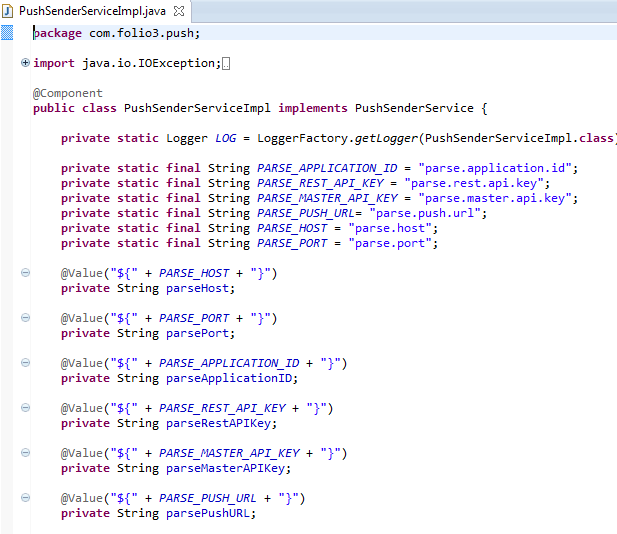 PushSenderServiceImpl.java
package com.folio3.push;
import java.io.IOException;
@Component
public class PushSenderServiceImpl implements PushSenderService {
private static Logger LOG = LoggerFactory.getLogger(PushSenderServiceImpl.class)
private static final String PARSE_APPLICATION_ID = "parse.application.id";
private static final String PARSE_REST_API_KEY = "parse.rest.api.key";
private static final String PARSE_MASTER_API_KEY = "parse.master.api.key";
private static final String PARSE_PUSH_URL= "parse.push.url";
private static final String PARSE_HOST = "parse.host";
private static final String PARSE_PORT = "parse.port";
@Value("${" + PARSE_HOST + "}")
private String parseHost;
@Value("${" + PARSE_PORT + "}")
private String parsePort;
@Value("${" + PARSE_APPLICATION_ID + "}")
private String parseApplicationID;
@Value("${" + PARSE_REST_API_KEY + "}")
private String parseRestAPIKey;
@Value("${" + PARSE_MASTER_API_KEY + "}")
private String parseMasterAPIKey;
@Value("${" + PARSE_PUSH_URL + "}")
private String parsePushURL;